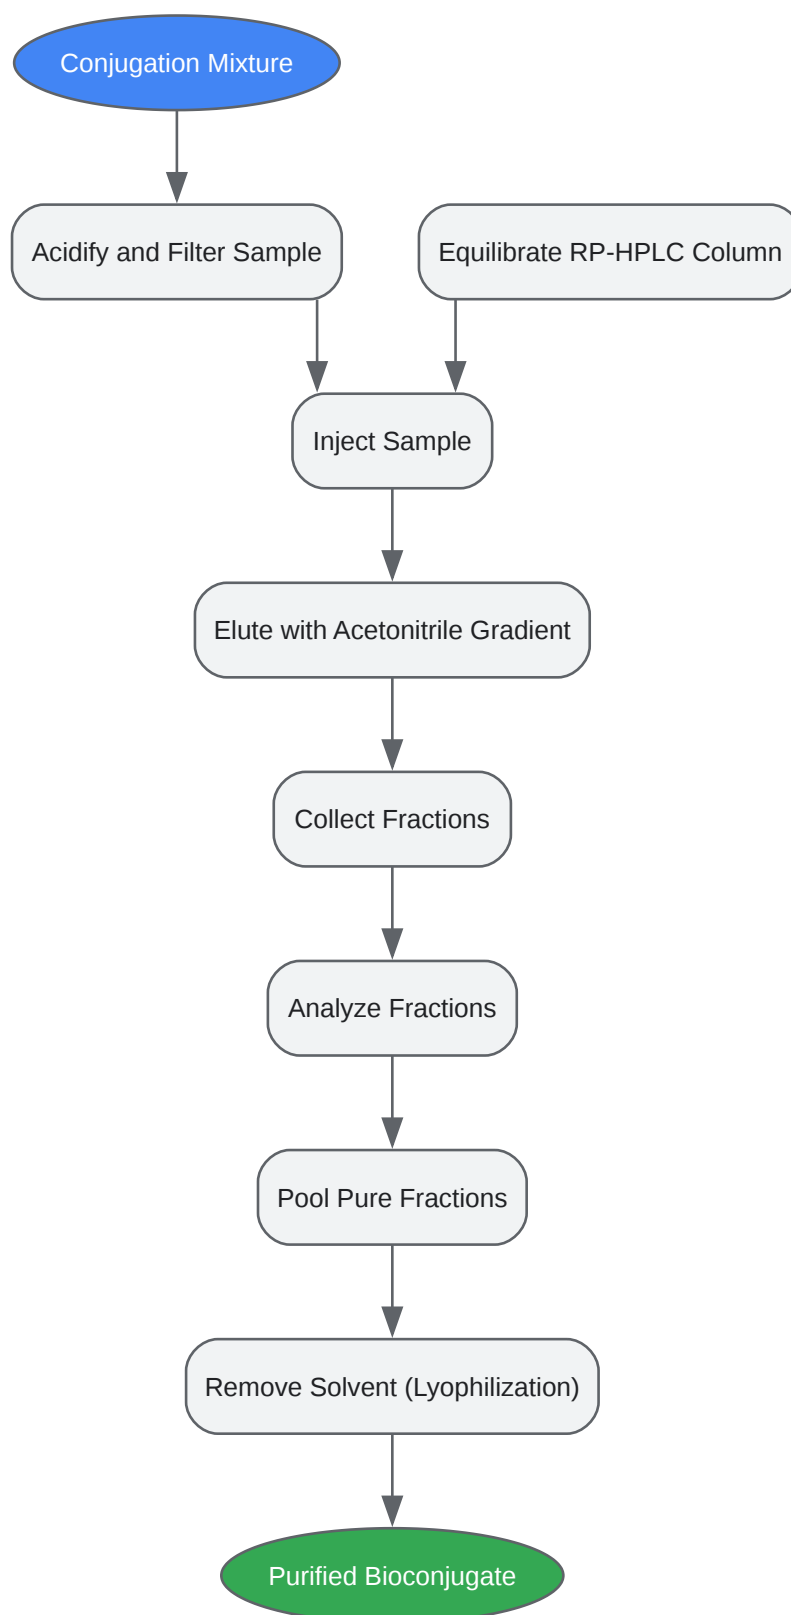 Conjugation Mixture
Acidify and Filter Sample
Equilibrate RP-HPLC Column
Inject Sample
Elute with Acetonitrile Gradient
Collect Fractions
Analyze Fractions
Pool Pure Fractions
Remove Solvent (Lyophilization)
Purified Bioconjugate